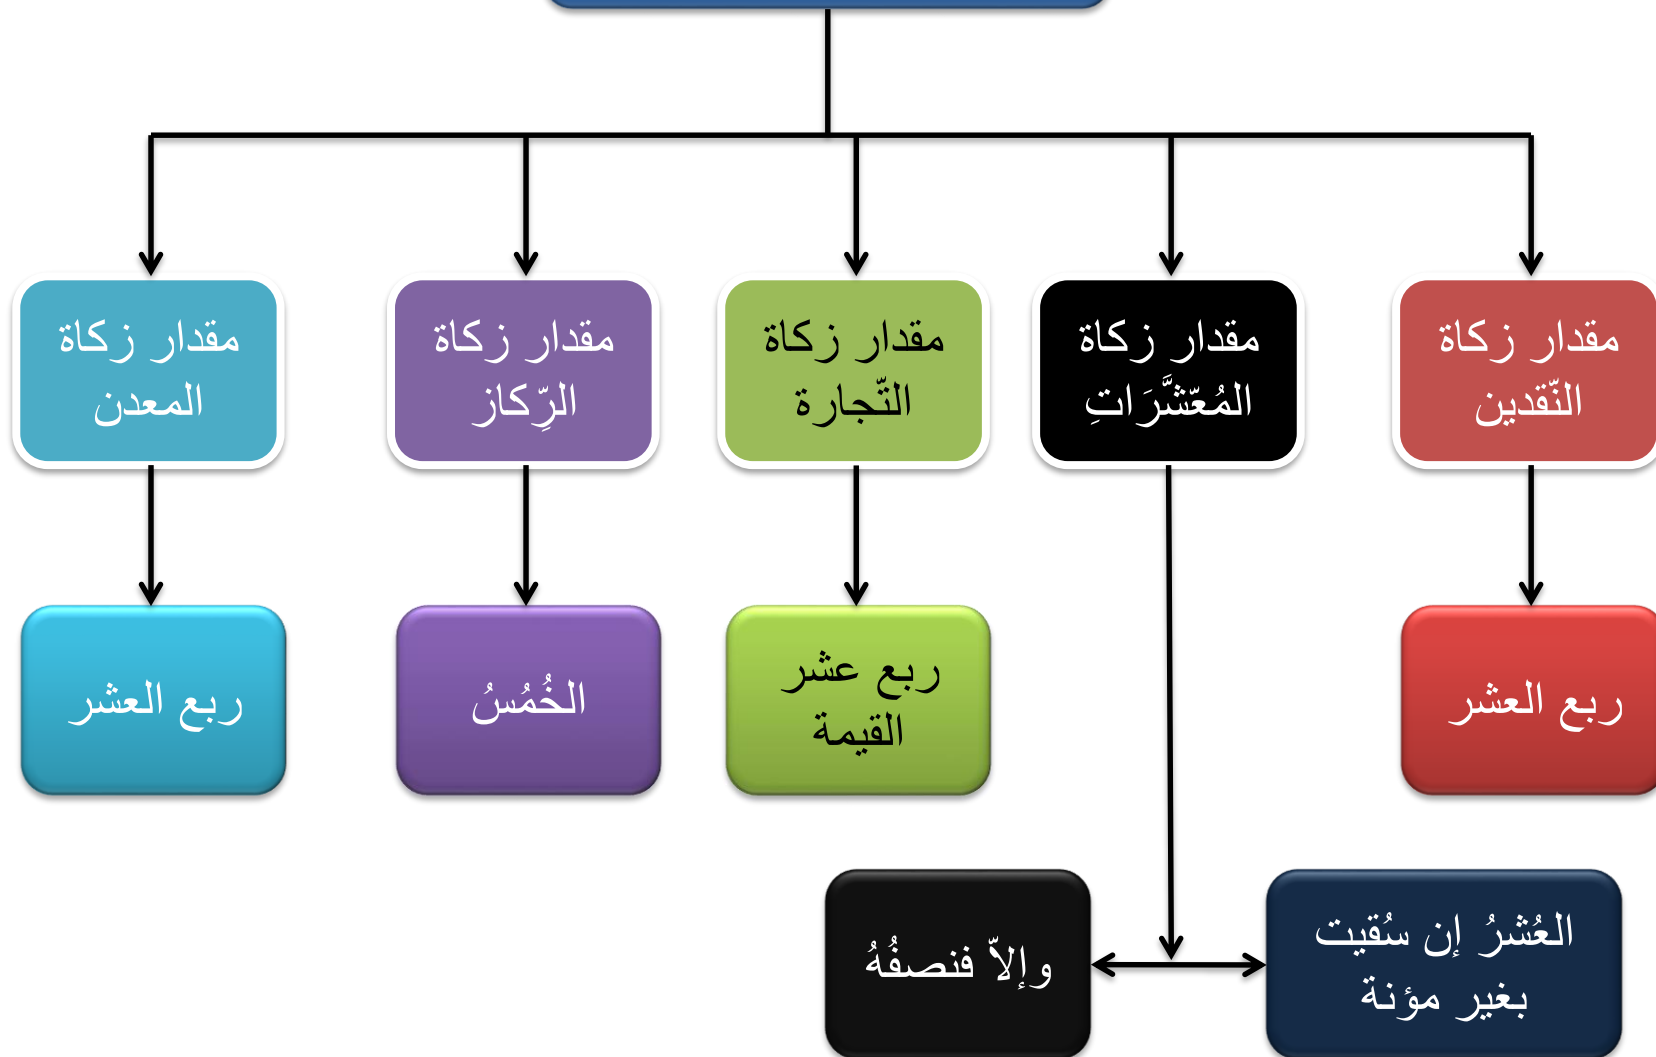 مقدار زكاة
النّقدين
مقدار زكاة
المُعّشَّرَاتِ
مقدار زكاة
التّجارة
مقدار زكاة
الرِّكاز
مقدار زكاة
المعدن
ربع العشر
ربع عشر
القيمة
الخُمُسُ
ربع العشر
العُشرُ إن سُقيت
بغير مؤنة
وإلاّ فنصفُهُ